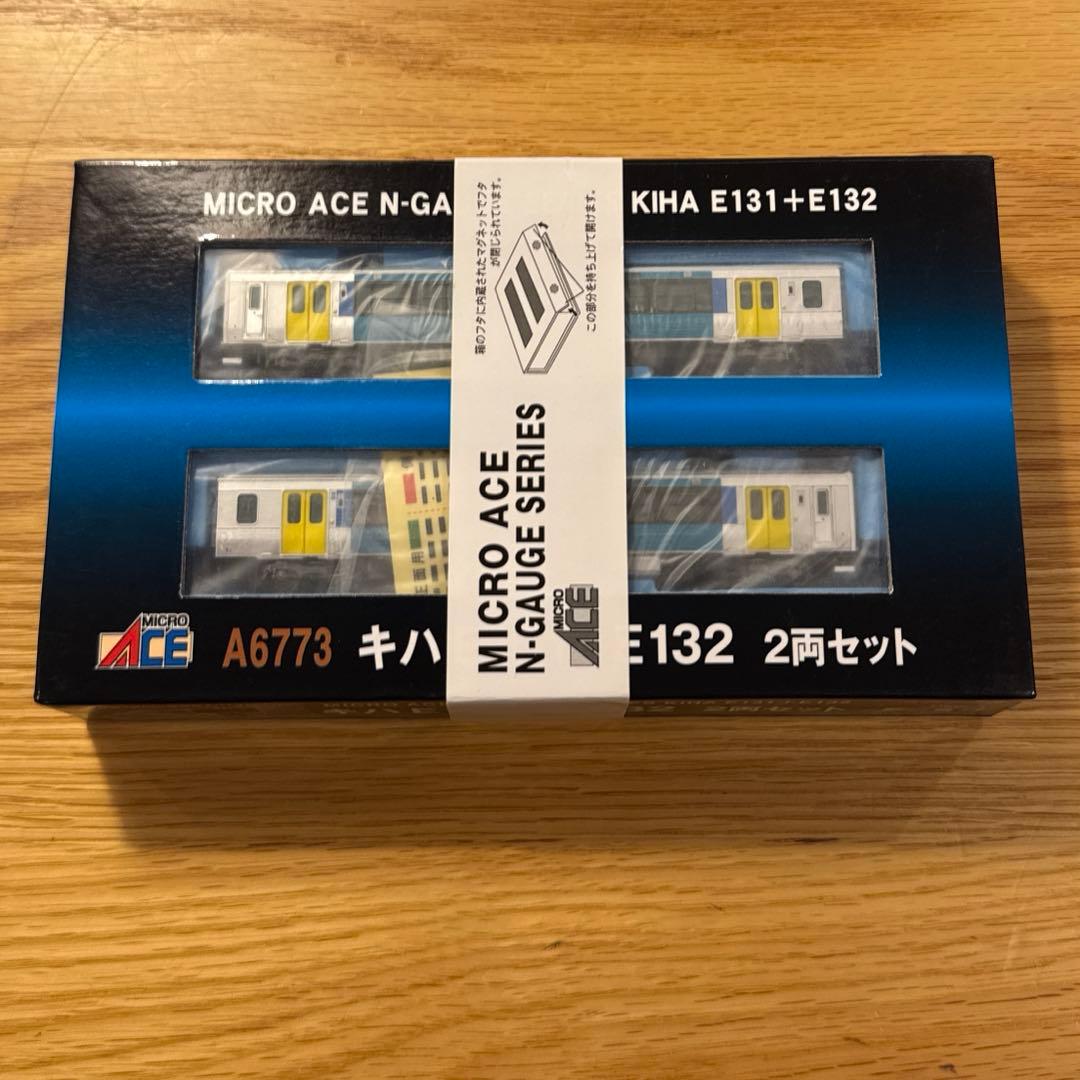 MICRO ACE N-GA
KIHA E131+E132
箱のフタに内蔵されたマグネットでフタ
が閉じられています。
この部分を持ち上げて開けます。
MICRO ACE
N-GAUGE SERIES
MICRO
ACE
正面用
MICRO
ACE
A6773 キハ E132 2両セット